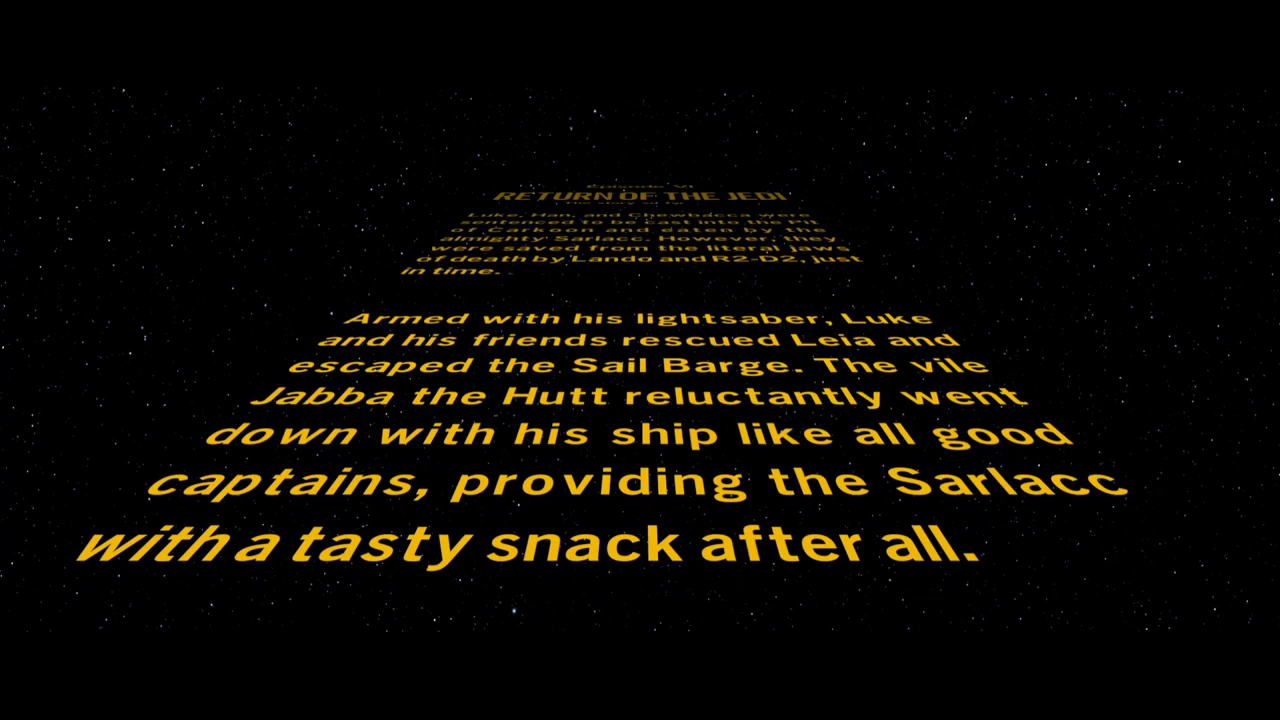 Episode VI
RETURN OF THE JEDI
The story so far
Luke, Han, and Chewbacca were
sentenced to be cast into the Pit
of Carkoon and eaten by the
almighty Sarlacc. However, they
were saved from the literal jaws
of death by Lando and R2-D2, just
in time.
Armed with his lightsaber, Luke
and his friends rescued Leia and
escaped the Sail Barge. The vile
Jabba the Hutt reluctantly went
down with his ship like all good
captains, providing the Sarlacc
with a tasty snack after all.